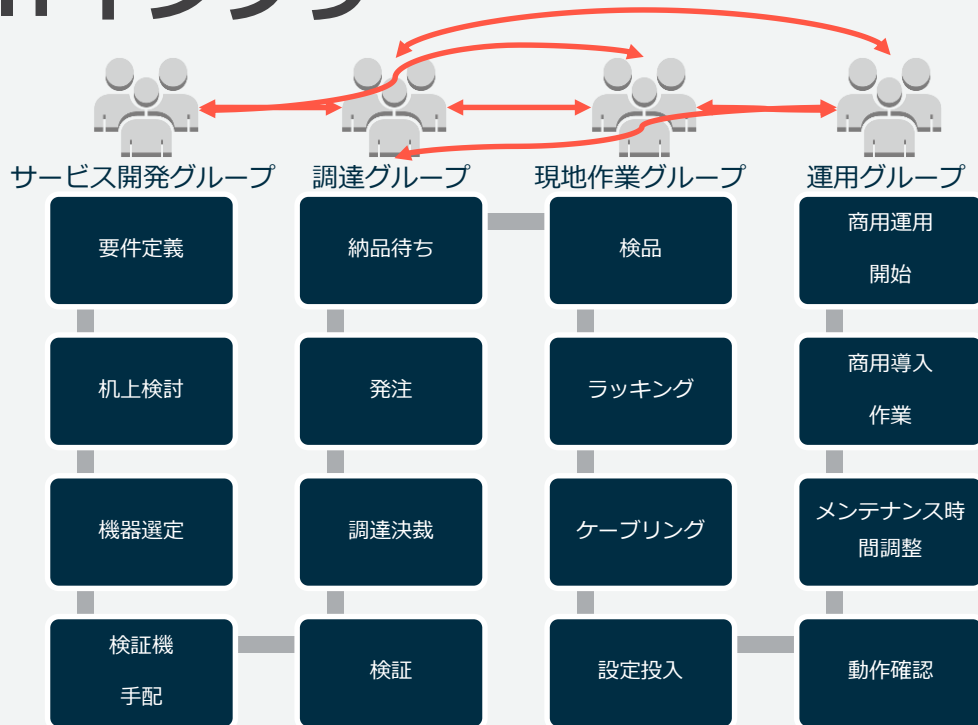 サービス開発グループ
調達グループ
現地作業グループ
運用グループ
要件定義
納品待ち
検品
商用運用
開始
机上検討
発注
ラッキング
商用導入
作業
機器選定
調達決裁
ケーブリング
メンテナンス時
間調整
検証機
手配
検証
設定投入
動作確認